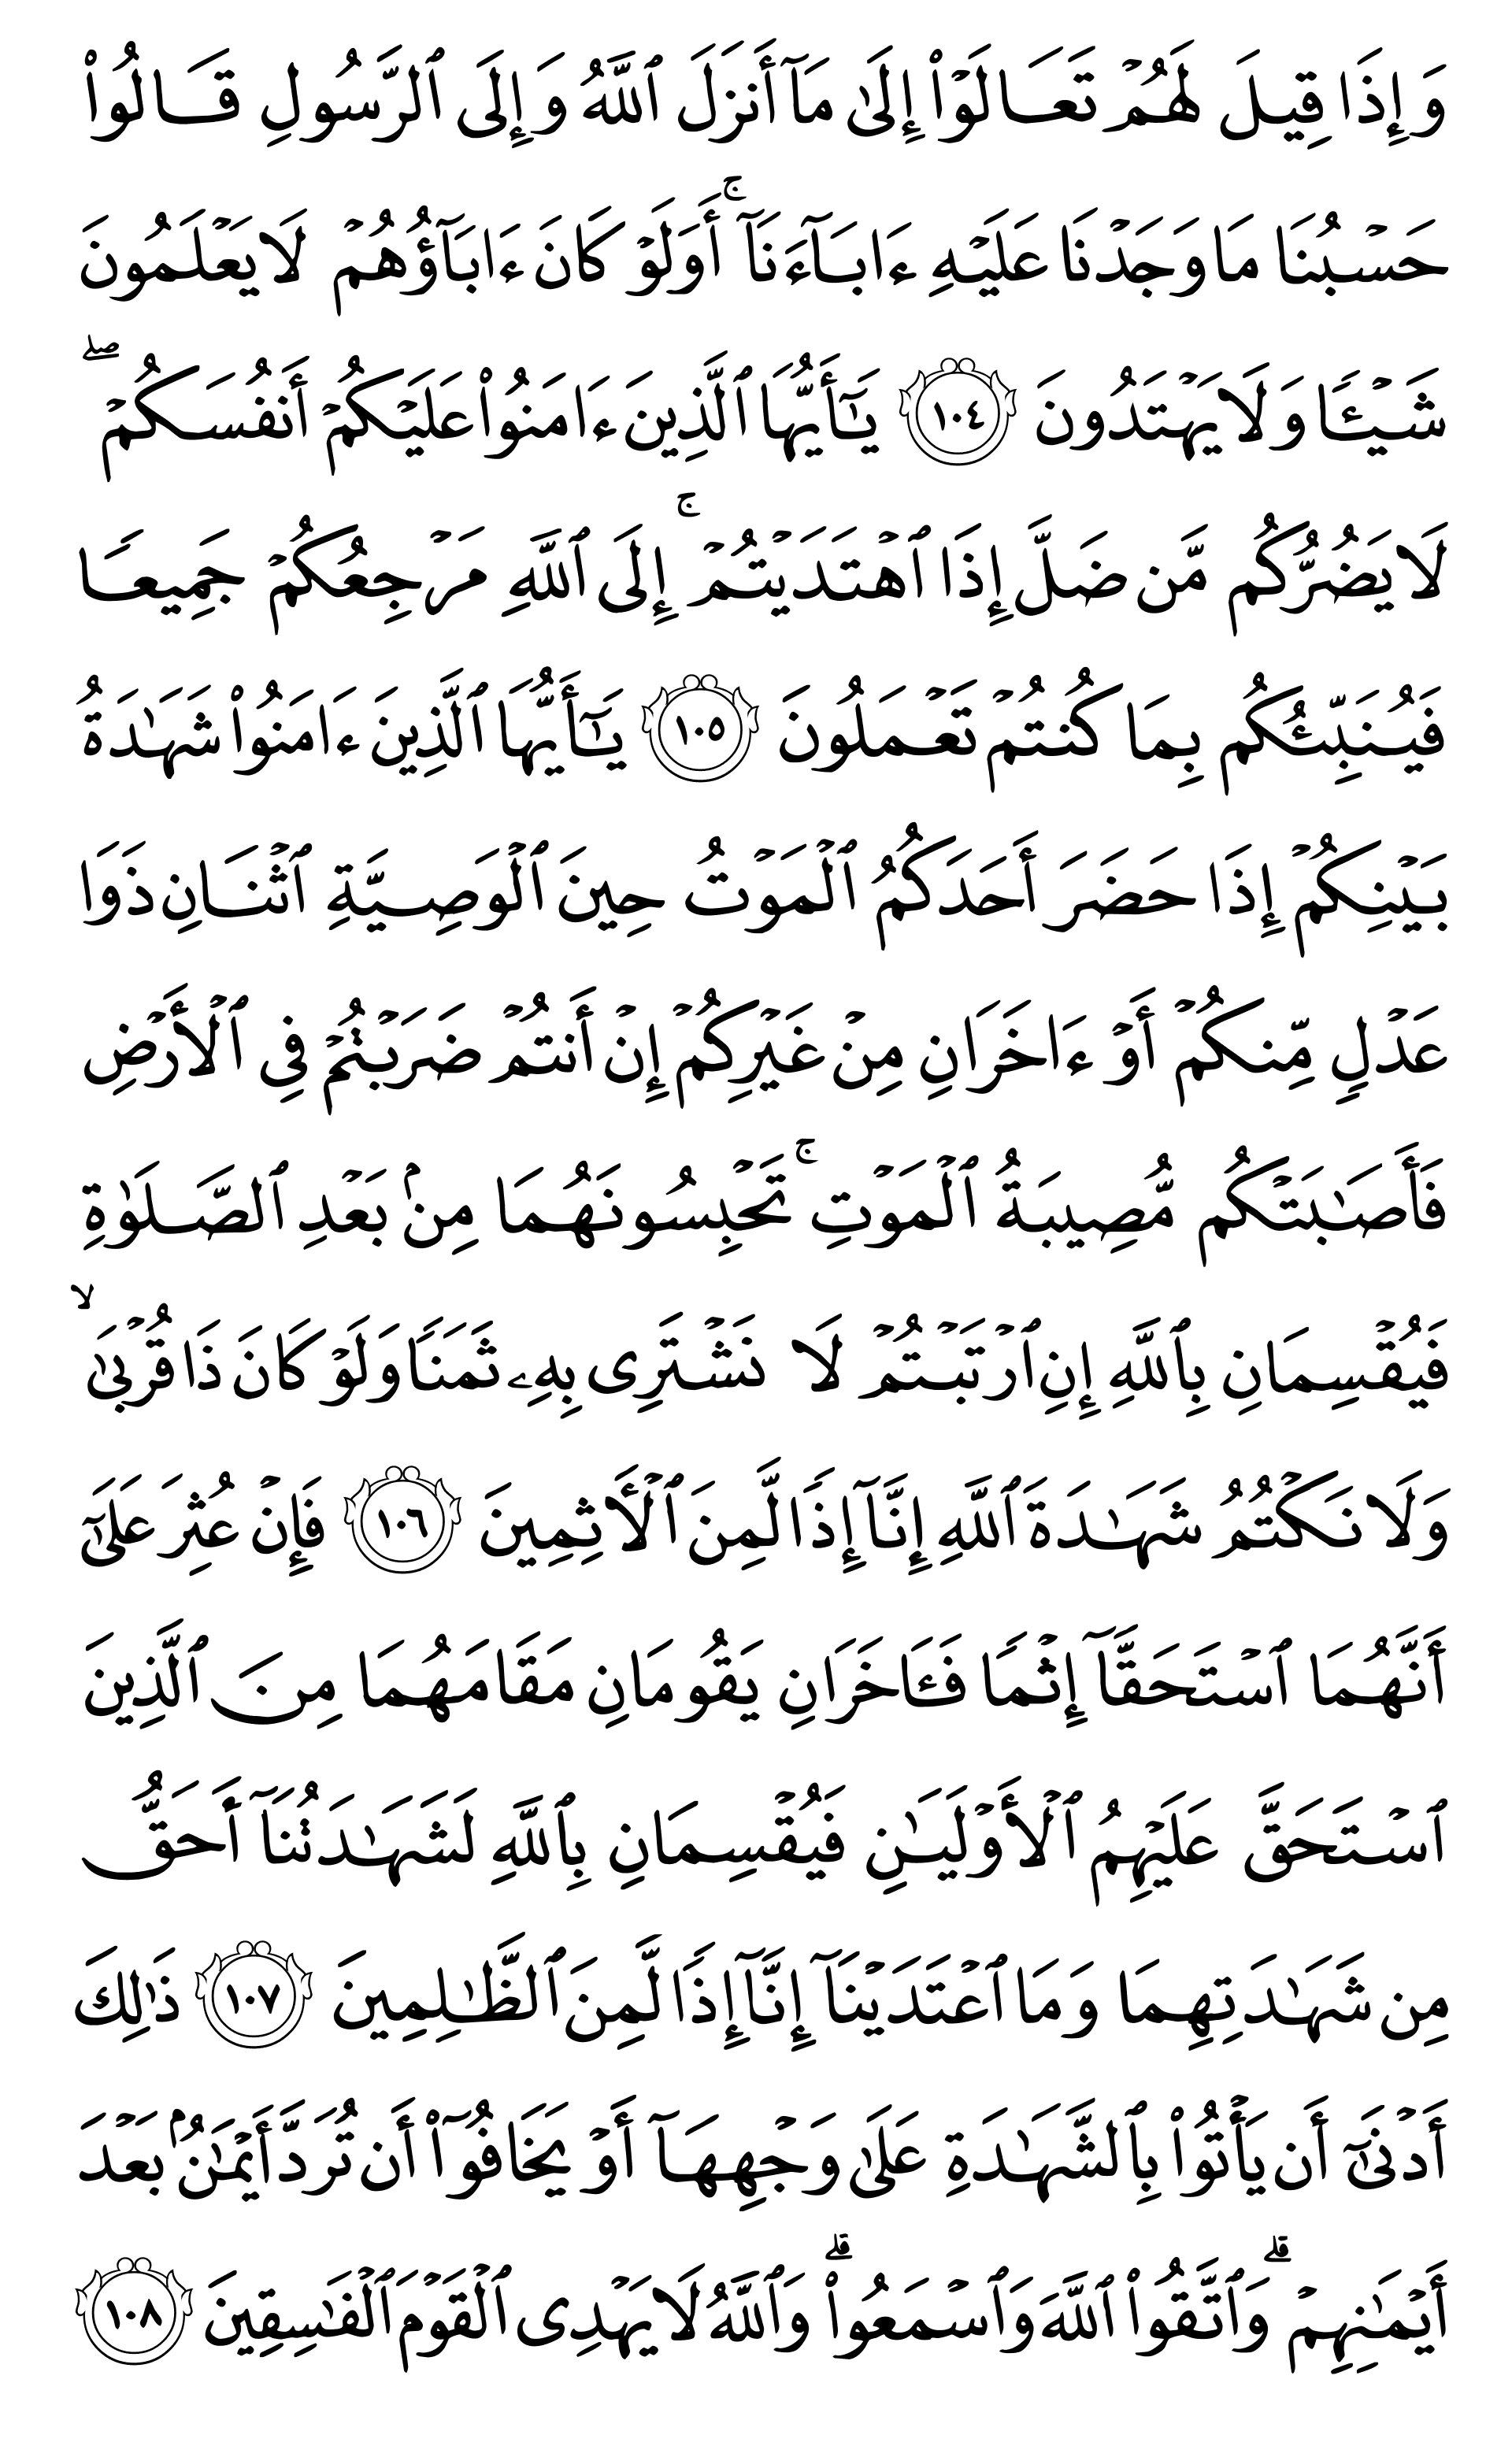 وَإِذَا قِيلَ لَهُمۡ تَعَالَوۡاْ إِلَىٰ مَآ أَنزَلَ ٱللَّهُ وَإِلَى ٱلرَّسُولِ قَالُواْ
حَسۡبُنَا مَا وَجَدۡنَا عَلَيۡهِ ءَابَآءَنَآۚ أَوَلَوۡ كَانَ ءَابَآؤُهُمۡ لَا يَعۡلَمُونَ
شَيۡـٔٗا وَلَا يَهۡتَدُونَ ١٠٤ يَـٰٓأَيُّهَا ٱلَّذِينَ ءَامَنُواْ عَلَيۡكُمۡ أَنفُسَكُمۡۖ
لَا يَضُرُّكُم مَّن ضَلَّ إِذَا ٱهۡتَدَيۡتُمۡۚ إِلَى ٱللَّهِ مَرۡجِعُكُمۡ جَمِيعٗا
فَيُنَبِّئُكُم بِمَا كُنتُمۡ تَعۡمَلُونَ ١٠٥ يَـٰٓأَيُّهَا ٱلَّذِينَ ءَامَنُواْ شَهَٰدَةُ
بَيۡنِكُمۡ إِذَا حَضَرَ أَحَدَكُمُ ٱلۡمَوۡتُ حِينَ ٱلۡوَصِيَّةِ ٱثۡنَانِ ذَوَا
عَدۡلٖ مِّنكُمۡ أَوۡ ءَاخَرَانِ مِنۡ غَيۡرِكُمۡ إِنۡ أَنتُمۡ ضَرَبۡتُمۡ فِي ٱلۡأَرۡضِ
فَأَصَٰبَتۡكُم مُّصِيبَةُ ٱلۡمَوۡتِۚ تَحۡبِسُونَهُمَا مِنۢ بَعۡدِ ٱلصَّلَوٰةِ
فَيُقۡسِمَانِ بِٱللَّهِ إِنِ ٱرۡتَبۡتُمۡ لَا نَشۡتَرِي بِهِۦ ثَمَنٗا وَلَوۡ كَانَ ذَا قُرۡبَىٰۙ
وَلَا نَكۡتُمُ شَهَٰدَةَ ٱللَّهِ إِنَّآ إِذٗا لَّمِنَ ٱلۡأٓثِمِينَ ١٠٦ فَإِنۡ عُثِرَ عَلَىٰٓ
أَنَّهُمَا ٱسۡتَحَقَّآ إِثۡمٗا فَـَٔاخَرَانِ يَقُومَانِ مَقَامَهُمَا مِنَ ٱلَّذِينَ
ٱسۡتَحَقَّ عَلَيۡهِمُ ٱلۡأَوۡلَيَٰنِ فَيُقۡسِمَانِ بِٱللَّهِ لَشَهَٰدَتُنَآ أَحَقُّ
مِن شَهَٰدَتِهِمَا وَمَا ٱعۡتَدَيۡنَآ إِنَّآ إِذٗا لَّمِنَ ٱلظَّٰلِمِينَ ١٠٧ ذَٰلِكَ
أَدۡنَىٰٓ أَن يَأۡتُواْ بِٱلشَّهَٰدَةِ عَلَىٰ وَجۡهِهَآ أَوۡ يَخَافُوٓاْ أَن تُرَدَّ أَيۡمَٰنُۢ بَعۡدَ
أَيۡمَٰنِهِمۡۗ وَٱتَّقُواْ ٱللَّهَ وَٱسۡمَعُواْۗ وَٱللَّهُ لَا يَهۡدِي ٱلۡقَوۡمَ ٱلۡفَٰسِقِينَ ١٠٨